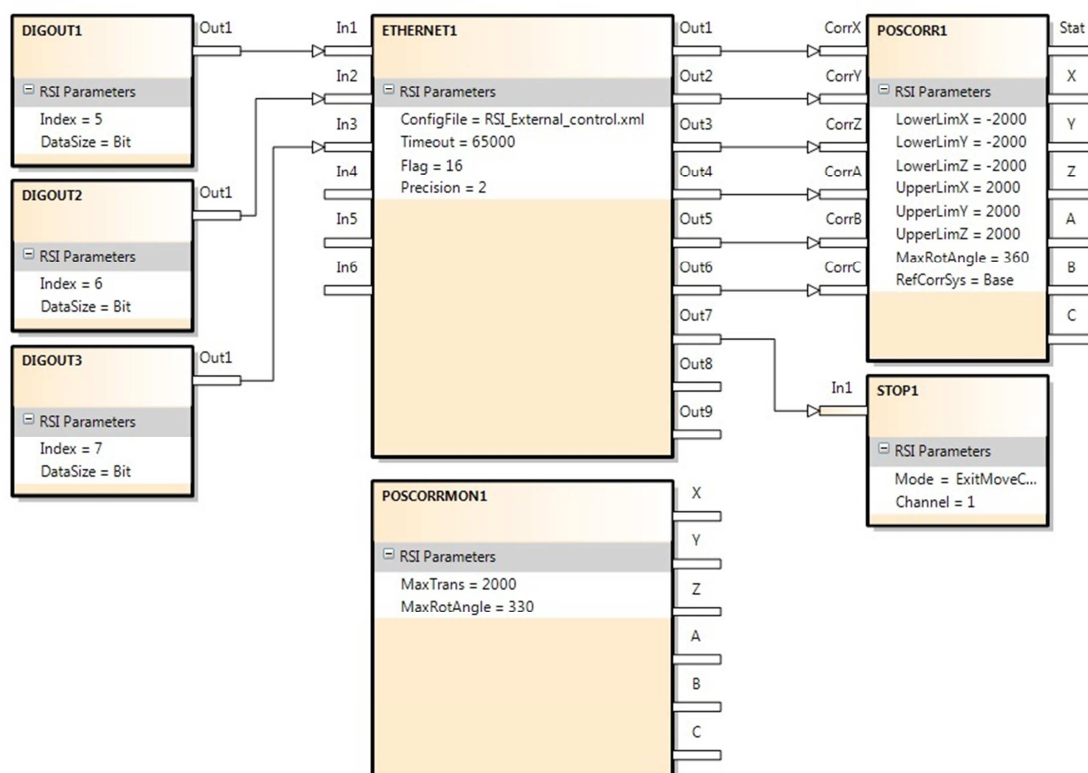 DIGOUT1
RSI Parameters
Index = 5
DataSize = Bit
Out1
DIGOUT2
RSI Parameters
Index = 6
DataSize = Bit
Out1
DIGOUT3
RSI Parameters
Index = 7
DataSize = Bit
Out1
In1
In2
In3
In4
In5
In6
ETHERNET1
RSI Parameters
ConfigFile = RSI_External_control.xml
Timeout = 65000
Flag = 16
Precision = 2
Out1
Out2
Out3
Out4
Out5
Out6
Out7
Out8
Out9
CorrX
CorrY
CorrZ
CorrA
CorrB
CorrC
POSCORR1
RSI Parameters
LowerLimX = -2000
LowerLimY = -2000
LowerLimZ = -2000
UpperLimX = 2000
UpperLimY = 2000
UpperLimZ = 2000
MaxRotAngle = 360
RefCorrSys = Base
Stat
X
Y
Z
A
B
C
In1
STOP1
RSI Parameters
Mode = ExitMoveC...
Channel = 1
POSCORRMON1
RSI Parameters
MaxTrans = 2000
MaxRotAngle = 330
X
Y
Z
A
B
C